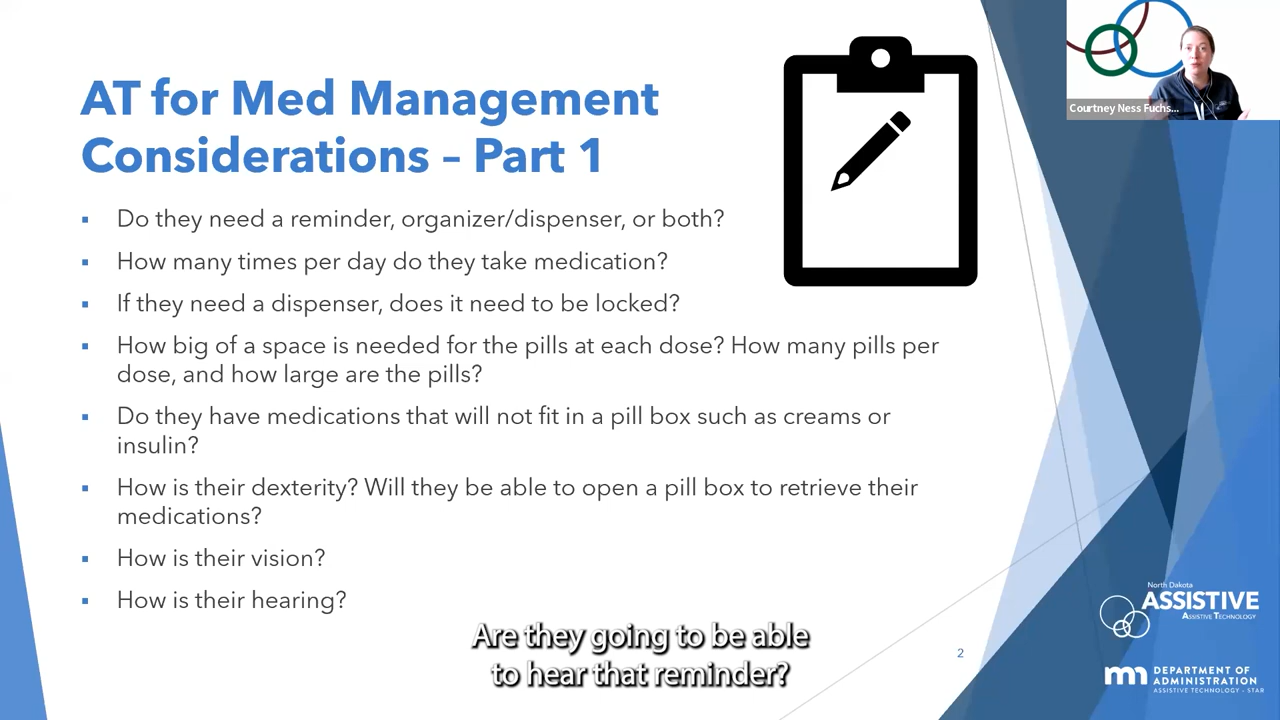 AT for Med Management
Considerations – Part 1
▪ Do they need a reminder, organizer/dispenser, or both?
▪ How many times per day do they take medication?
▪ If they need a dispenser, does it need to be locked?
▪ How big of a space is needed for the pills at each dose? How many pills per
dose, and how large are the pills?
▪ Do they have medications that will not fit in a pill box such as creams or
insulin?
▪ How is their dexterity? Will they be able to open a pill box to retrieve their
medications?
▪ How is their vision?
▪ How is their hearing?
Are they going to be able
to hear that reminder?
2
Courtney Ness Fuchs...
North Dakota
ASSISTIVE
ASSISTIVE TECHNOLOGY
DEPARTMENT OF
ADMINISTRATION
ASSISTIVE TECHNOLOGY - STAR